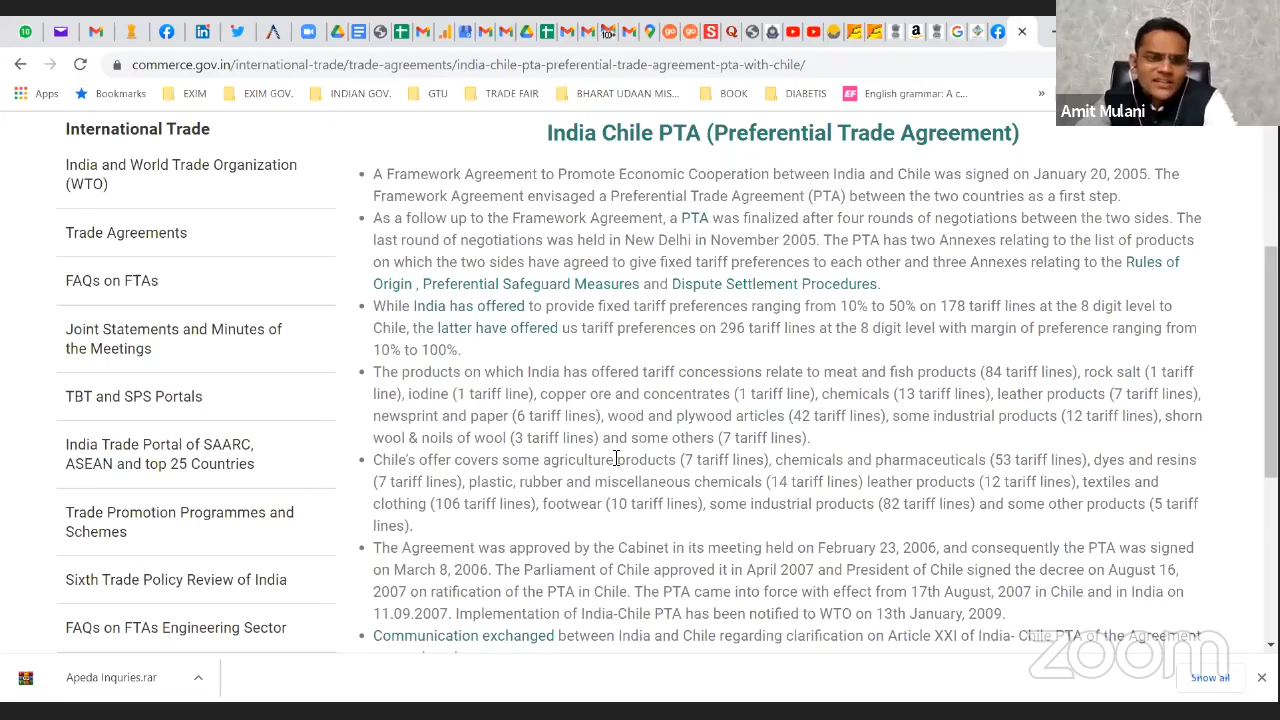 commerce.gov.in/international-trade/trade-agreements/india-chile-pta-preferential-trade-agreement-pta-with-chile/
Amit Mulani
Apps
Bookmarks
EXIM
EXIM GOV.
INDIAN GOV.
GTU
TRADE FAIR
BHARAT UDAAN MIS...
BOOK
DIABETIS
EF English grammar: A c...
»
International Trade
India and World Trade Organization
(WTO)
Trade Agreements
FAQs on FTAs
Joint Statements and Minutes of
the Meetings
TBT and SPS Portals
India Trade Portal of SAARC,
ASEAN and top 25 Countries
Trade Promotion Programmes and
Schemes
Sixth Trade Policy Review of India
FAQs on FTAs Engineering Sector
India Chile PTA (Preferential Trade Agreement)
A Framework Agreement to Promote Economic Cooperation between India and Chile was signed on January 20, 2005. The
Framework Agreement envisaged a Preferential Trade Agreement (PTA) between the two countries as a first step.
As a follow up to the Framework Agreement, a PTA was finalized after four rounds of negotiations between the two sides. The
last round of negotiations was held in New Delhi in November 2005. The PTA has two Annexes relating to the list of products
on which the two sides have agreed to give fixed tariff preferences to each other and three Annexes relating to the Rules of
Origin , Preferential Safeguard Measures and Dispute Settlement Procedures.
While India has offered to provide fixed tariff preferences ranging from 10% to 50% on 178 tariff lines at the 8 digit level to
Chile, the latter have offered us tariff preferences on 296 tariff lines at the 8 digit level with margin of preference ranging from
10% to 100%.
The products on which India has offered tariff concessions relate to meat and fish products (84 tariff lines), rock salt (1 tariff
line), iodine (1 tariff line), copper ore and concentrates (1 tariff line), chemicals (13 tariff lines), leather products (7 tariff lines),
newsprint and paper (6 tariff lines), wood and plywood articles (42 tariff lines), some industrial products (12 tariff lines), shorn
wool & noils of wool (3 tariff lines) and some others (7 tariff lines).
Chile's offer covers some agriculture products (7 tariff lines), chemicals and pharmaceuticals (53 tariff lines), dyes and resins
(7 tariff lines), plastic, rubber and miscellaneous chemicals (14 tariff lines) leather products (12 tariff lines), textiles and
clothing (106 tariff lines), footwear (10 tariff lines), some industrial products (82 tariff lines) and some other products (5 tariff
lines).
The Agreement was approved by the Cabinet in its meeting held on February 23, 2006, and consequently the PTA was signed
on March 8, 2006. The Parliament of Chile approved it in April 2007 and President of Chile signed the decree on August 16,
2007 on ratification of the PTA in Chile. The PTA came into force with effect from 17th August, 2007 in Chile and in India on
11.09.2007. Implementation of India-Chile PTA has been notified to WTO on 13th January, 2009.
Communication exchanged between India and Chile regarding clarification on Article XXI of India- Chile PTA of the Agreement
zoom
Apeda Inquries.rar
Show all